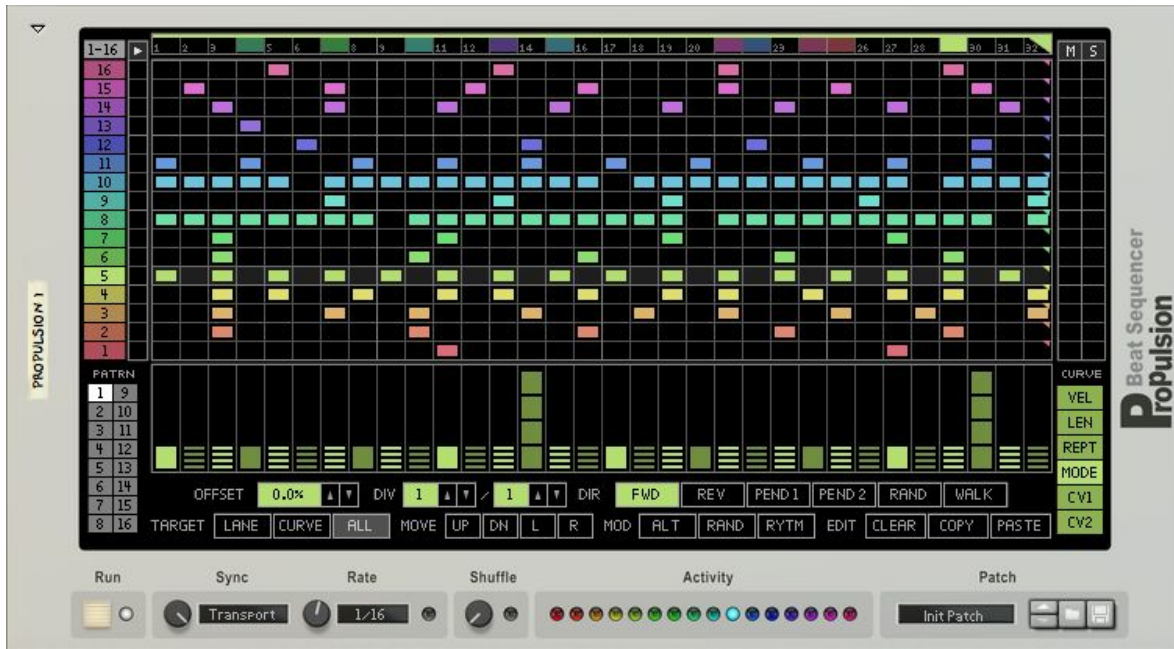 1-16 1 2 3 5 6 8 9 11 12 14 16 17 18 19 20 23 26 27 28 30 31 32 M S
16
15
14
13
12
11
10
9
8
7
6
5
4
3
2
1
PROPULSION 1
Beat Sequencer
Propulsion
PATRN
1 9
2 10
3 11
4 12
5 13
6 14
7 15
8 16
CURVE
VEL
LEN
REPT
MODE
CV1
CV2
OFFSET 0.0% DIV 1 / 1 DIR FWD REV PEND 1 PEND 2 RAND WALK
TARGET LANE CURVE ALL MOVE UP DN L R MOD ALT RAND RYTM EDIT CLEAR COPY PASTE
Run Sync Rate Shuffle Activity Patch
Transport 1/16 Init Patch